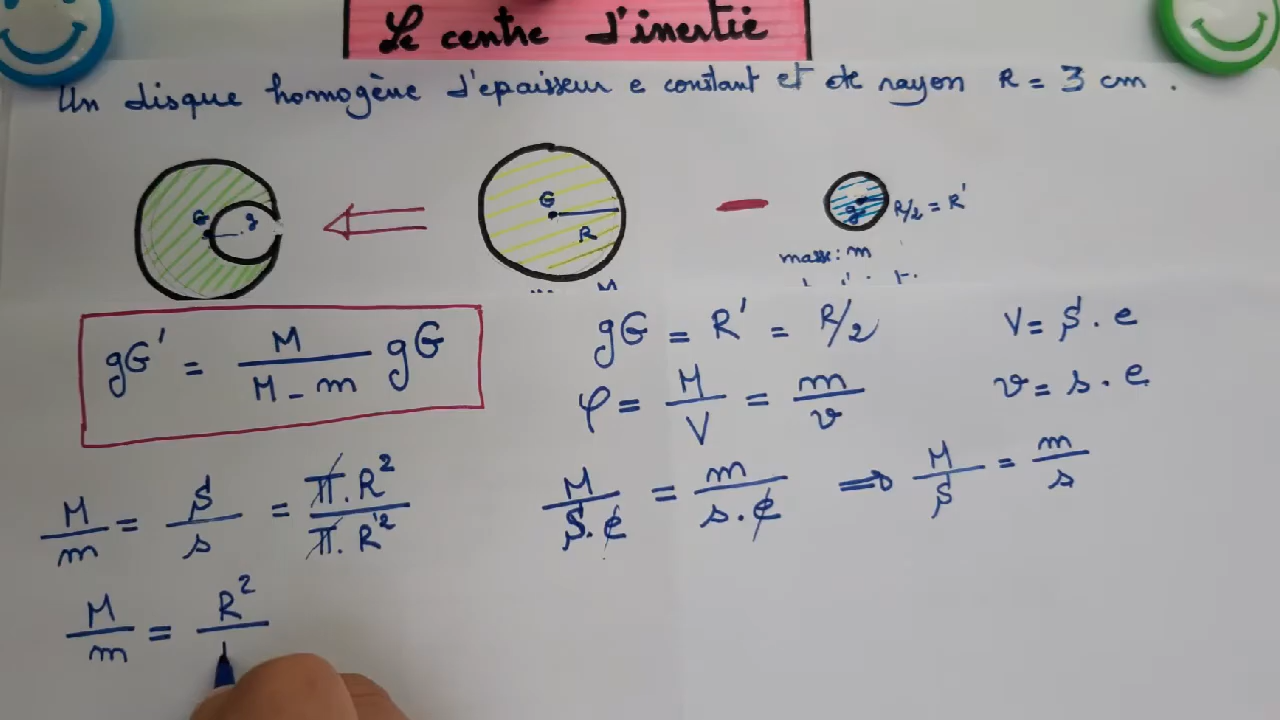 Le centre d'inertie
Un disque homogène d'epaisseur e constant et de rayon R = 3 cm .
G g
G R
g R/2 = R'
masse : m
M
gG' = M / (M - m) gG
gG = R' = R/2
V = S . e
φ = M / V = m / v
v = s . e
M / m = S / s = π . R² / π . R'²
M / S . e = m / s . e ⇒ M / S = m / s
M / m = R²